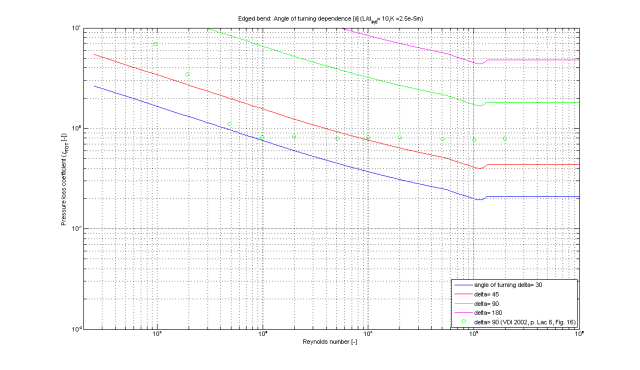 Edged bend: Angle of turning dependence [σ] (L/d_hyd= 10,K =2.5e-5m)
Pressure loss coefficient (ζ_TOT [-]
10¹
10⁰
10⁻¹
10⁻²
10² 10³ 10⁴ 10⁵ 10⁶
Reynolds number [-]
angle of turning delta= 30
delta= 45
delta= 90
delta= 180
delta= 90 (VDI 2002, p. Lac 6, Fig. 16)